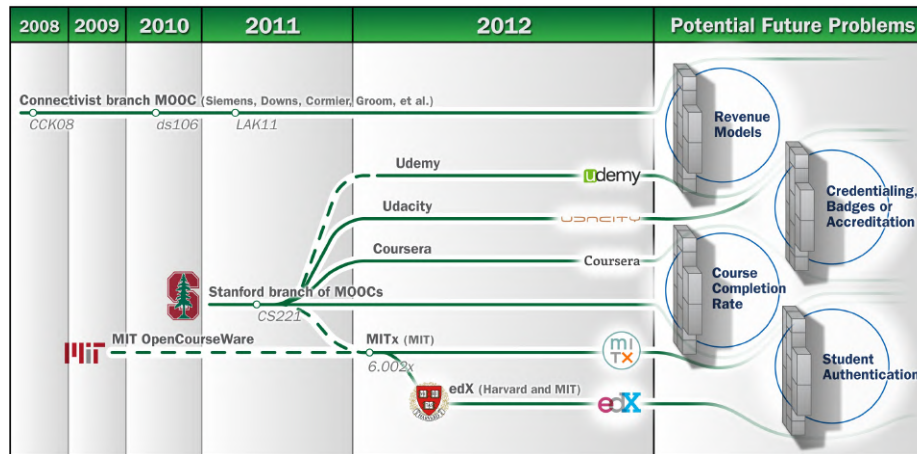 2008 2009 2010 2011 2012 Potential Future Problems
Connectivist branch MOOC (Siemens, Downs, Cormier, Groom, et al.)
CCK08 ds106 LAK11
Revenue
Models
Udemy
udemy
Credentialing,
Badges or
Accreditation
Udacity
UDACITY
Coursera
Coursera
Course
Completion
Rate
S
Stanford branch of MOOCs
CS221
MIT OpenCourseWare
MiT
MITx (MIT)
6.002x
MITX
Student
Authentication
edX (Harvard and MIT)
edX